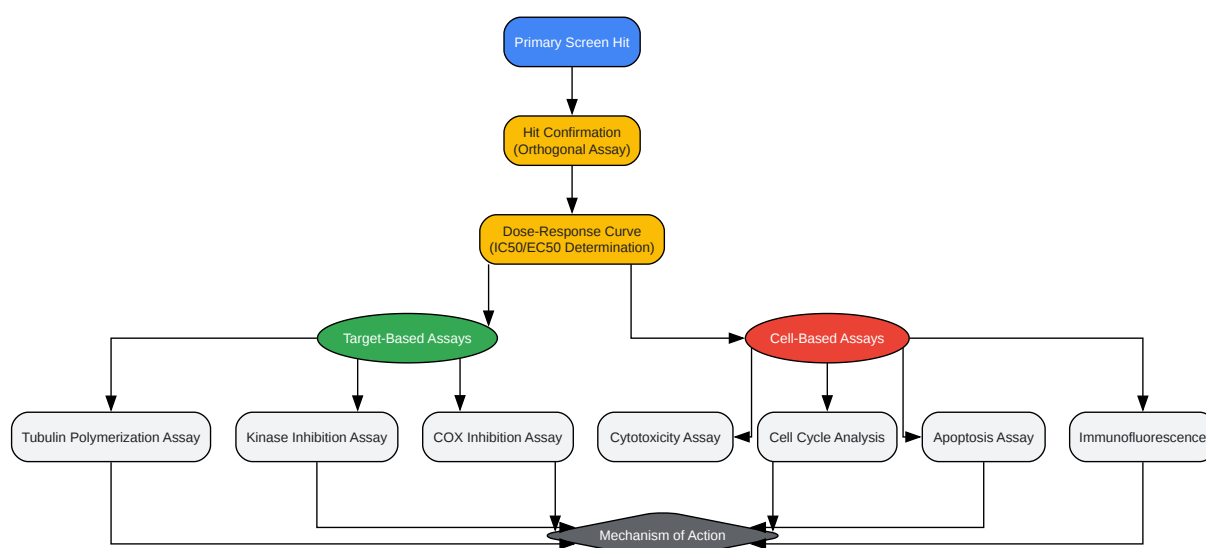 Primary Screen Hit
Hit Confirmation
(Orthogonal Assay)
Dose-Response Curve
(IC50/EC50 Determination)
Target-Based Assays
Cell-Based Assays
Tubulin Polymerization Assay
Kinase Inhibition Assay
COX Inhibition Assay
Cytotoxicity Assay
Cell Cycle Analysis
Apoptosis Assay
Immunofluorescence
Mechanism of Action